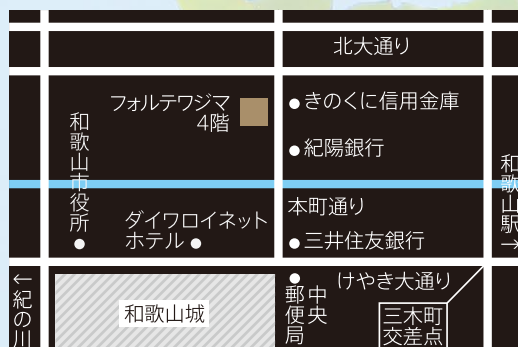 北大通り
フォルテワジマ
4階
きのくに信用金庫
紀陽銀行
和歌山市役所
和歌山駅→
本町通り
ダイワロイネット
ホテル
三井住友銀行
けやき大通り
中央
郵便局
三木町
交差点
和歌山城
←紀の川